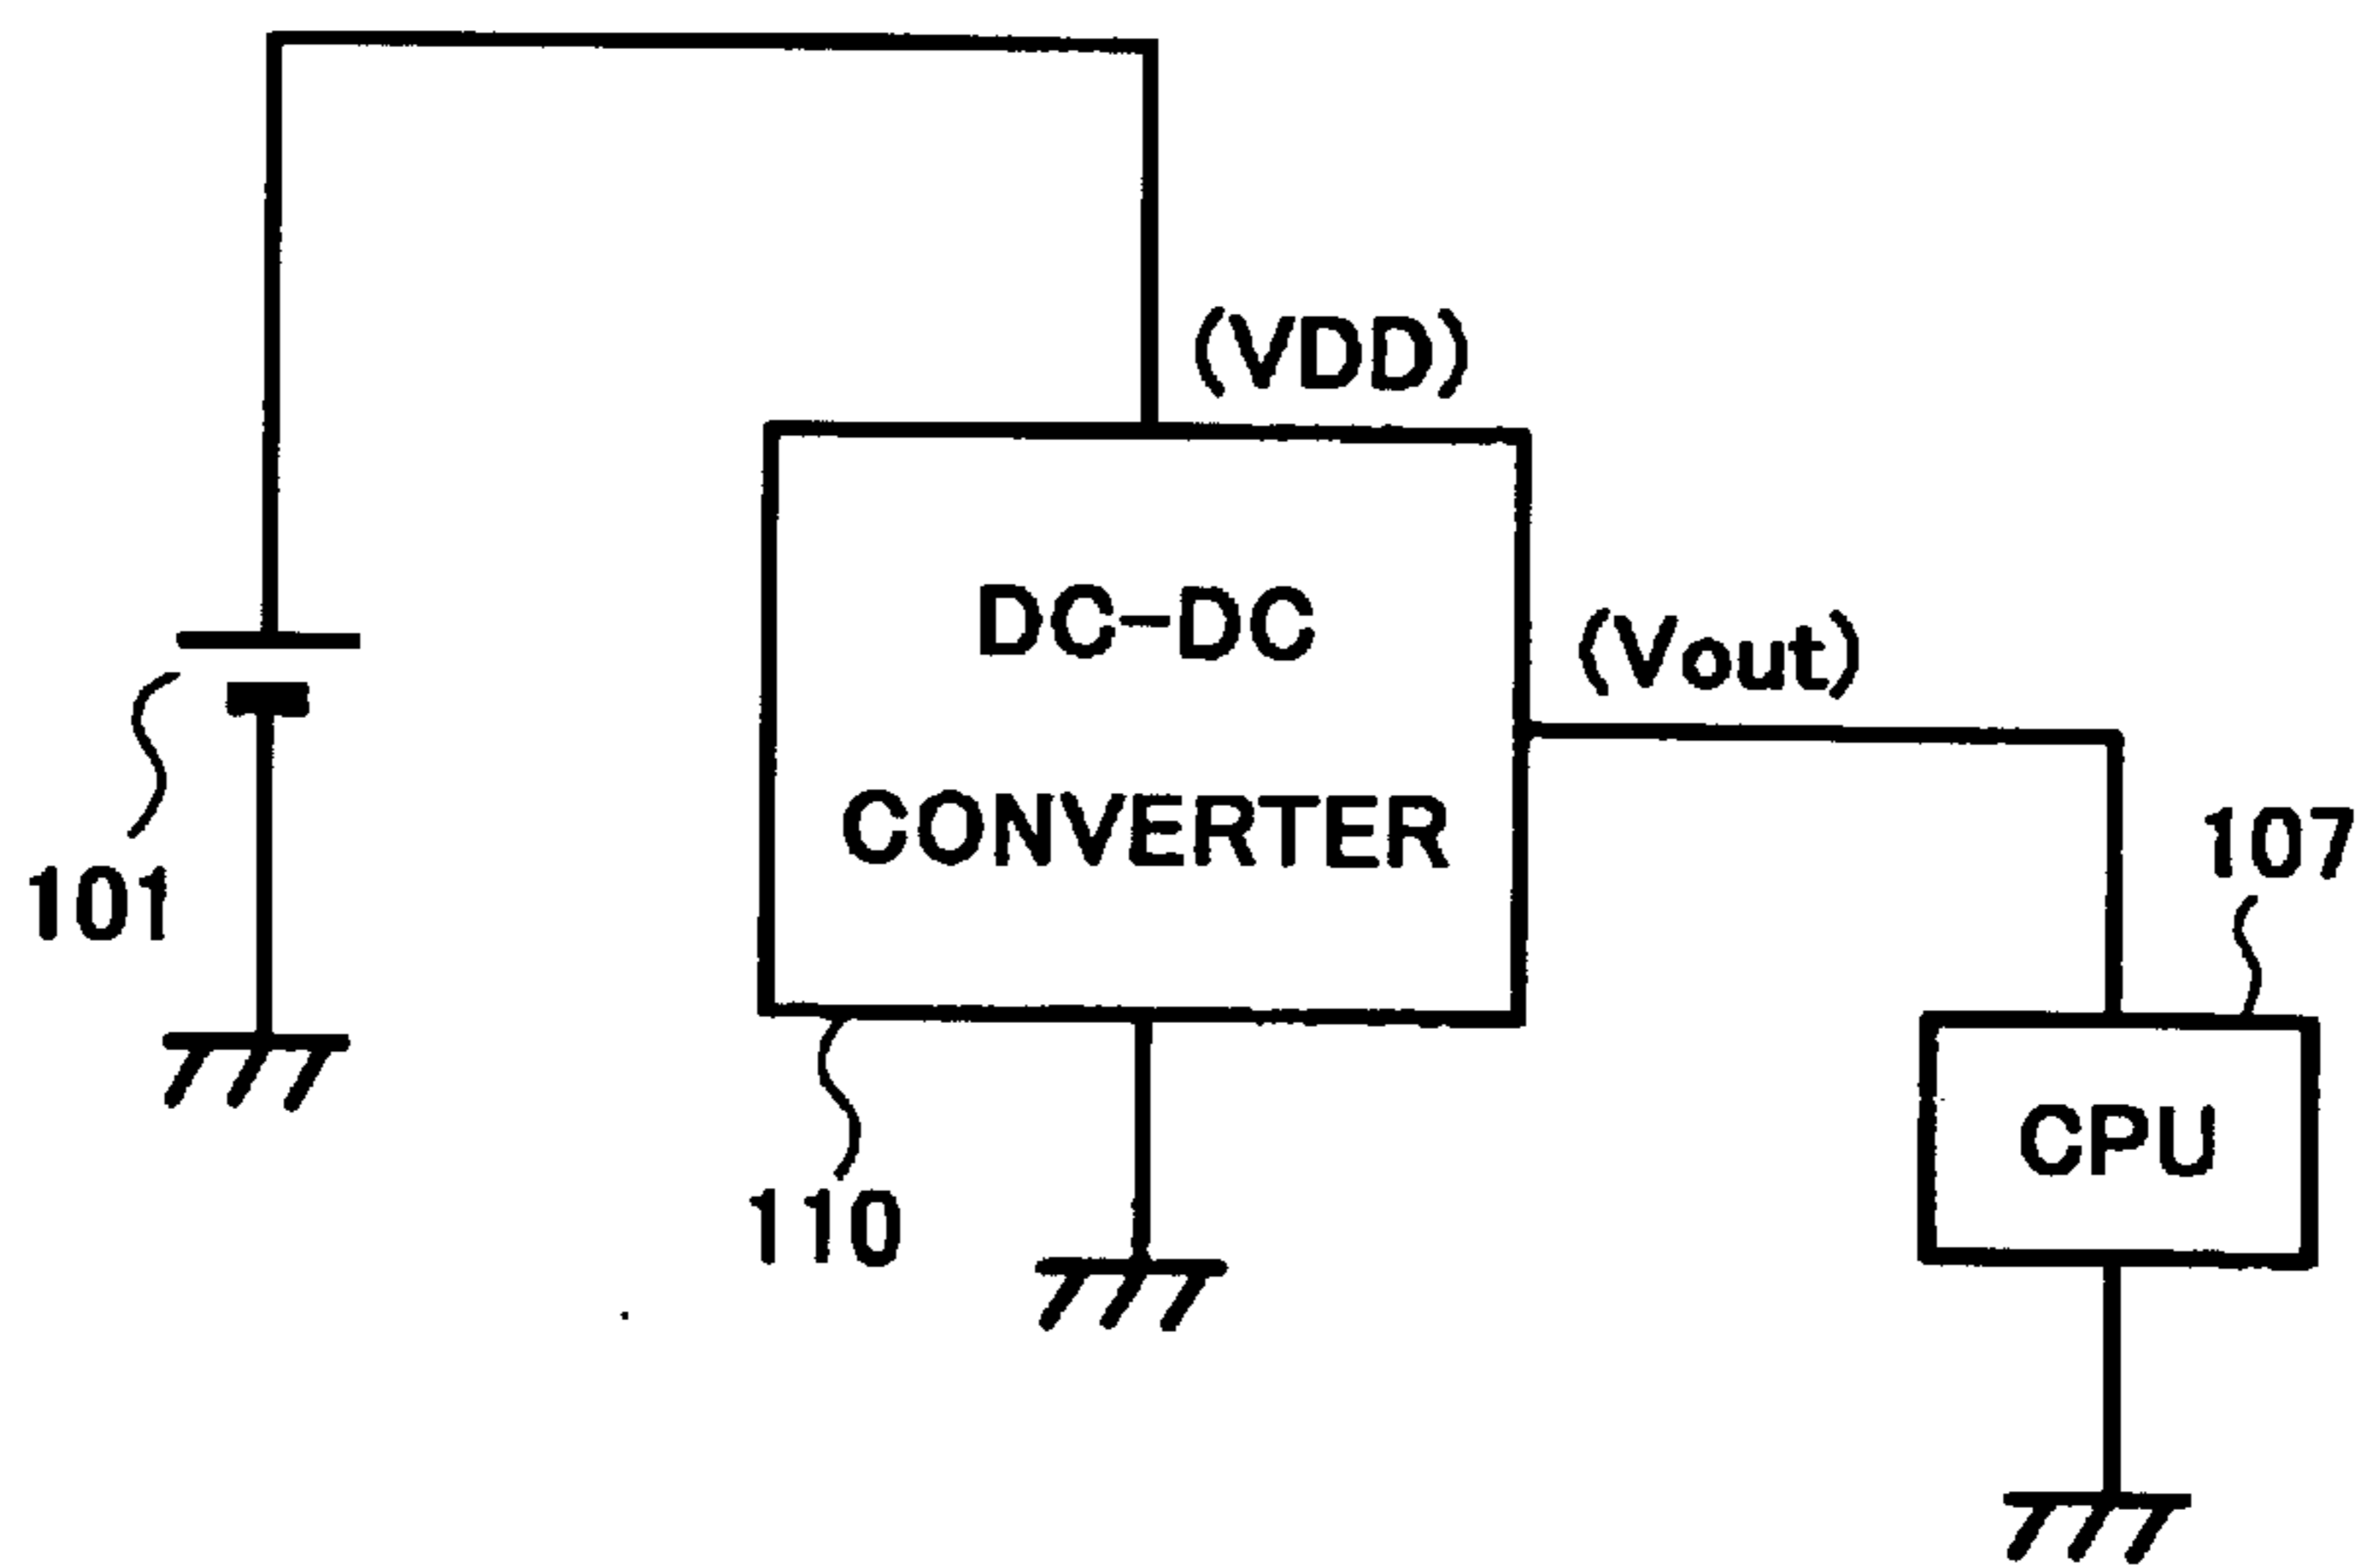 (VDD)
DC-DC
(Vout)
CONVERTER
101
107
110
CPU